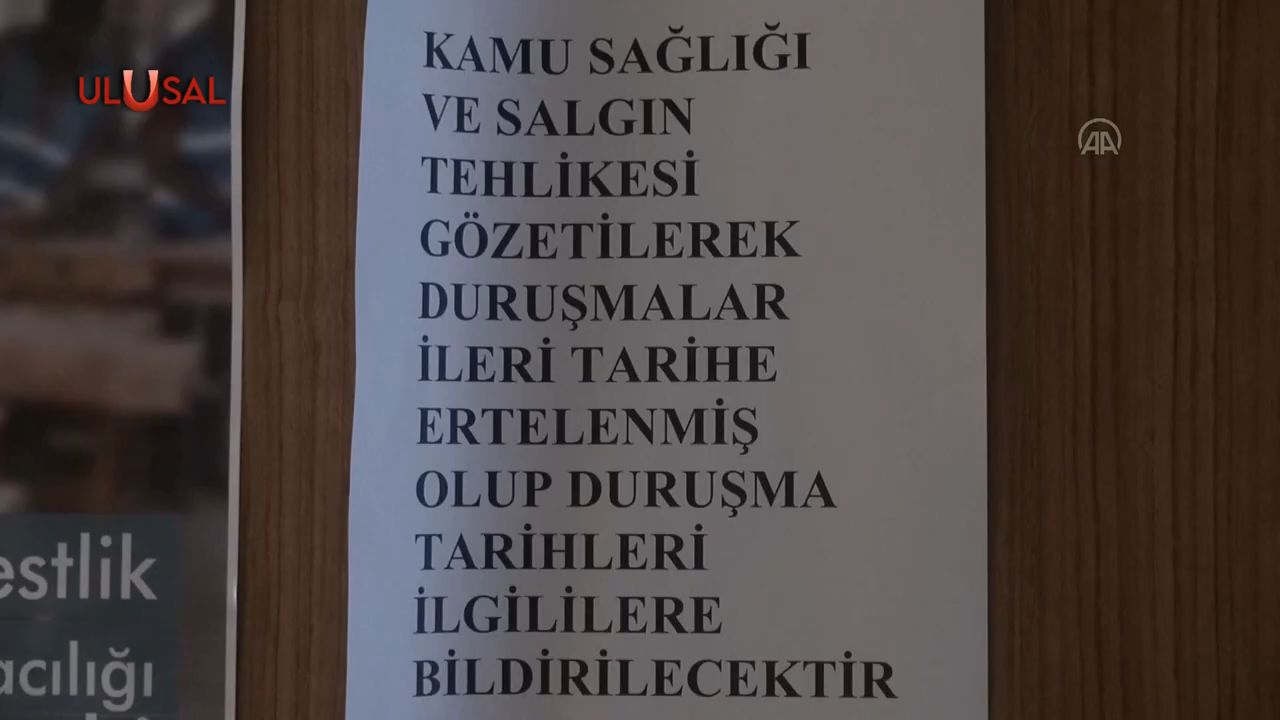 ULUSAL
AA
KAMU SAĞLIĞI
VE SALGIN
TEHLİKESİ
GÖZETİLEREK
DURUŞMALAR
İLERİ TARİHE
ERTELENMİŞ
OLUP DURUŞMA
TARİHLERİ
İLGİLİLERE
BİLDİRİLECEKTİR
estlik
acılığı